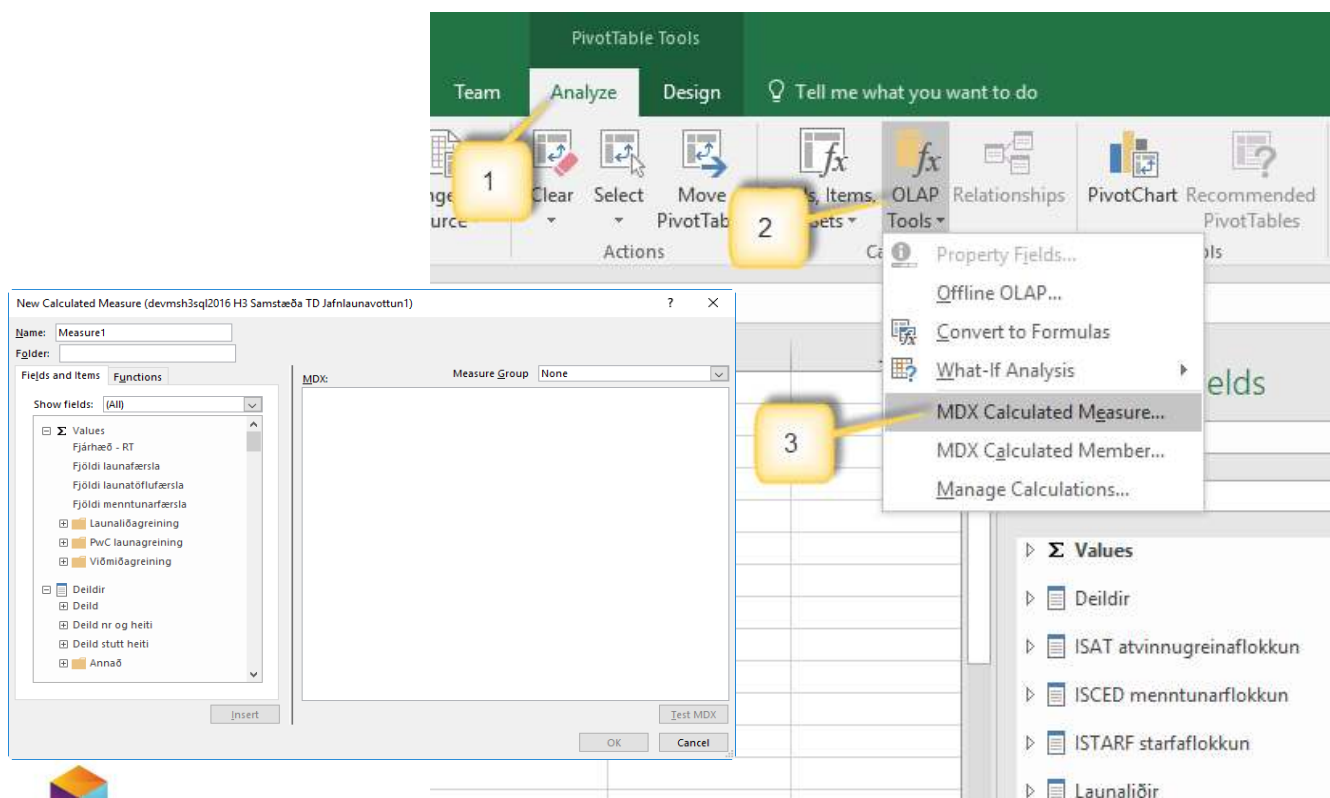 PivotTable Tools
Team Analyze Design Tell me what you want to do
1
Clear Select Move OLAP Relationships PivotChart Recommended
s, Items,
PivotTab 2 Sets Tools PivotTables
Actions
Property Fields...
Offline OLAP...
Convert to Formulas
What-If Analysis
MDX Calculated Measure...
MDX Calculated Member...
Manage Calculations...
3
elds
Σ Values
Deildir
ISAT atvinnugreinaflokkun
ISCED menntunarflokkun
ISTARF starfaflokkun
Launaliðir
New Calculated Measure (devmsh3sql2016 H3 Samstæða TD Jafnlaunavottun1) ?
Name: Measure1
Folder:
Fields and Items Functions
MDX: Measure Group None
Show fields: (All)
Σ Values
Fjárhæð - RT
Fjöldi launafærsla
Fjöldi launatöflufærsla
Fjöldi menntunarfærsla
Launaliðagreining
PwC launagreining
Viðmiðagreining
Deildir
Deild
Deild nr og heiti
Deild stutt heiti
Annað
Insert Test MDX
OK Cancel